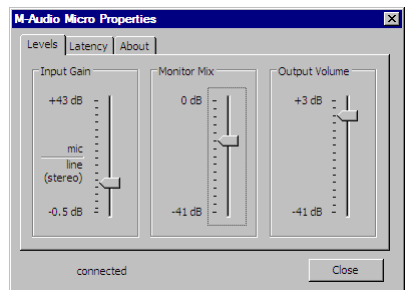 M-Audio Micro Properties
Levels
Latency
About
Input Gain
+43 dB
mic
line
(stereo)
-0.5 dB
Monitor Mix
0 dB
-41 dB
Output Volume
+3 dB
-41 dB
connected
Close